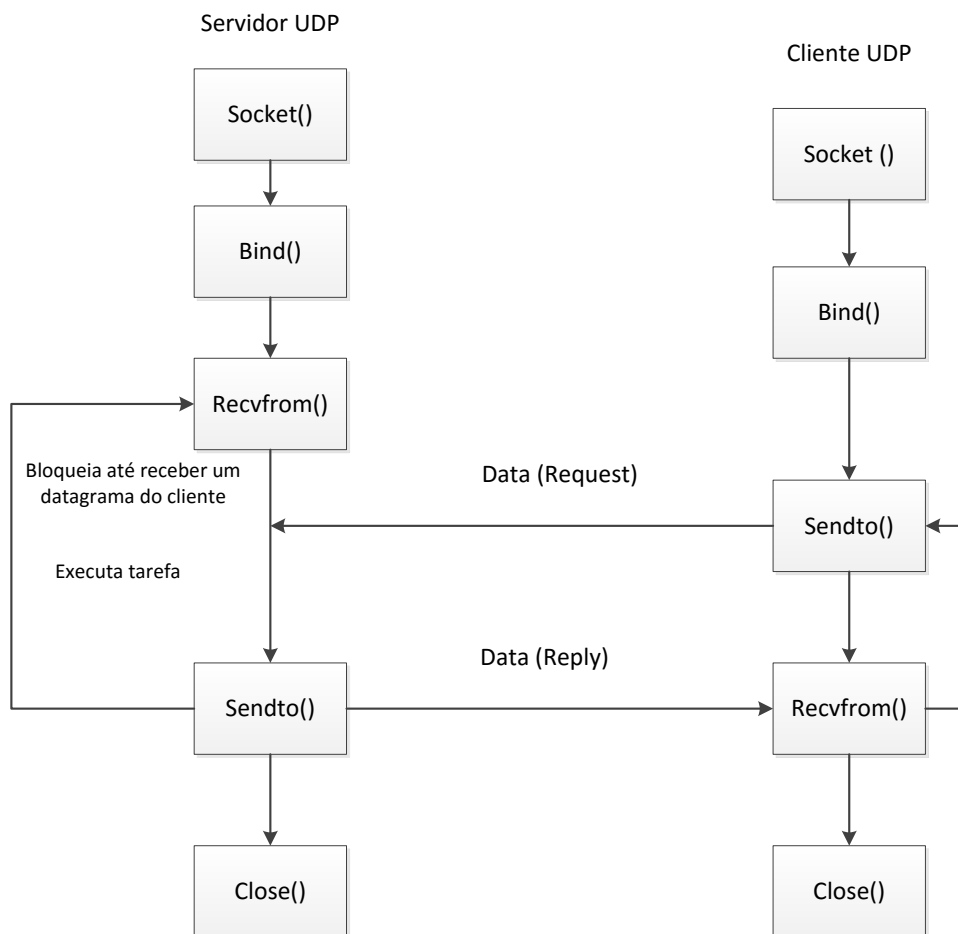 Servidor UDP
Cliente UDP
Socket()
Socket ()
Bind()
Bind()
Recvfrom()
Bloqueia até receber um
datagrama do cliente
Data (Request)
Sendto()
Executa tarefa
Data (Reply)
Sendto()
Recvfrom()
Close()
Close()